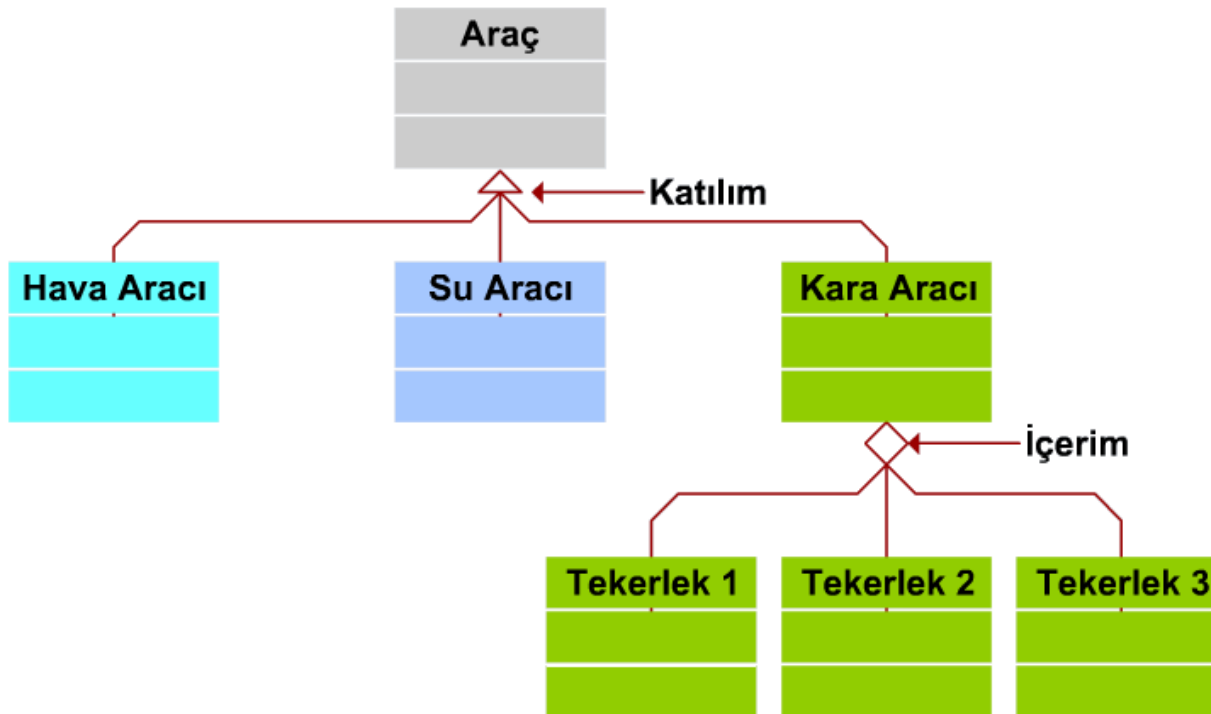 Araç
Katılım
Hava Aracı
Su Aracı
Kara Aracı
İçerim
Tekerlek 1
Tekerlek 2
Tekerlek 3